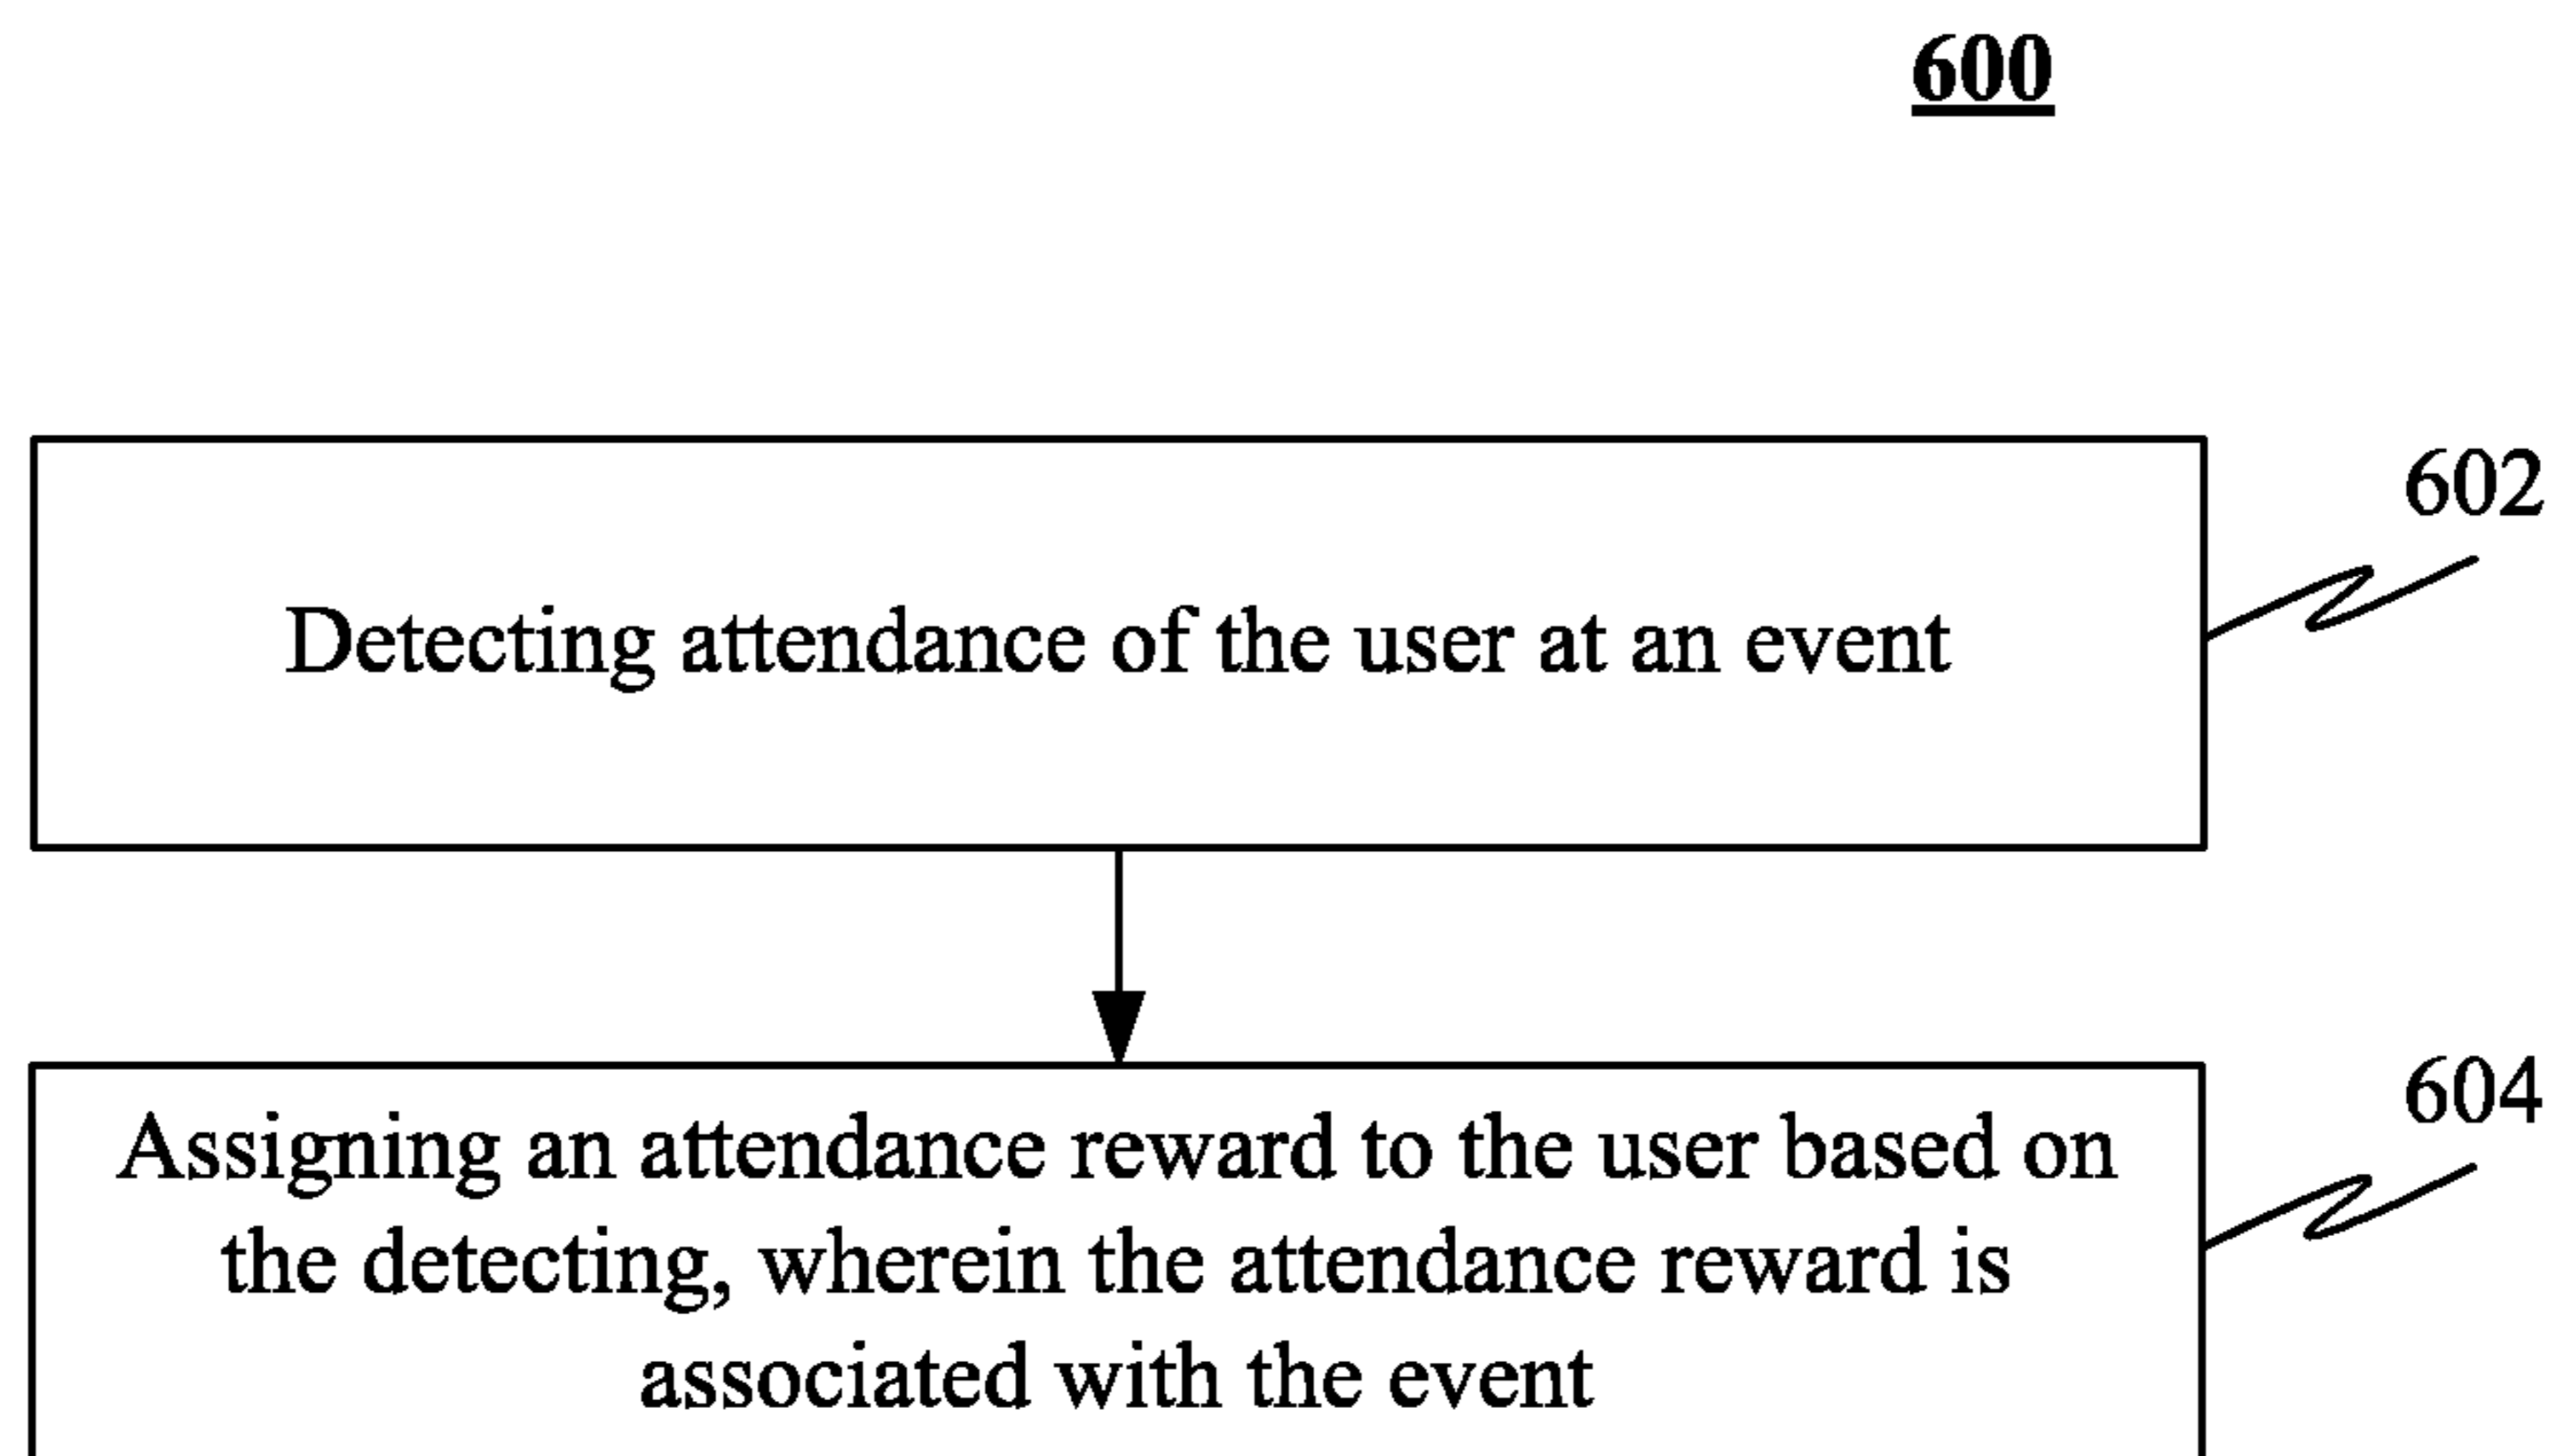 600
602
Detecting attendance of the user at an event
604
Assigning an attendance reward to the user based on
the detecting, wherein the attendance reward is
associated with the event